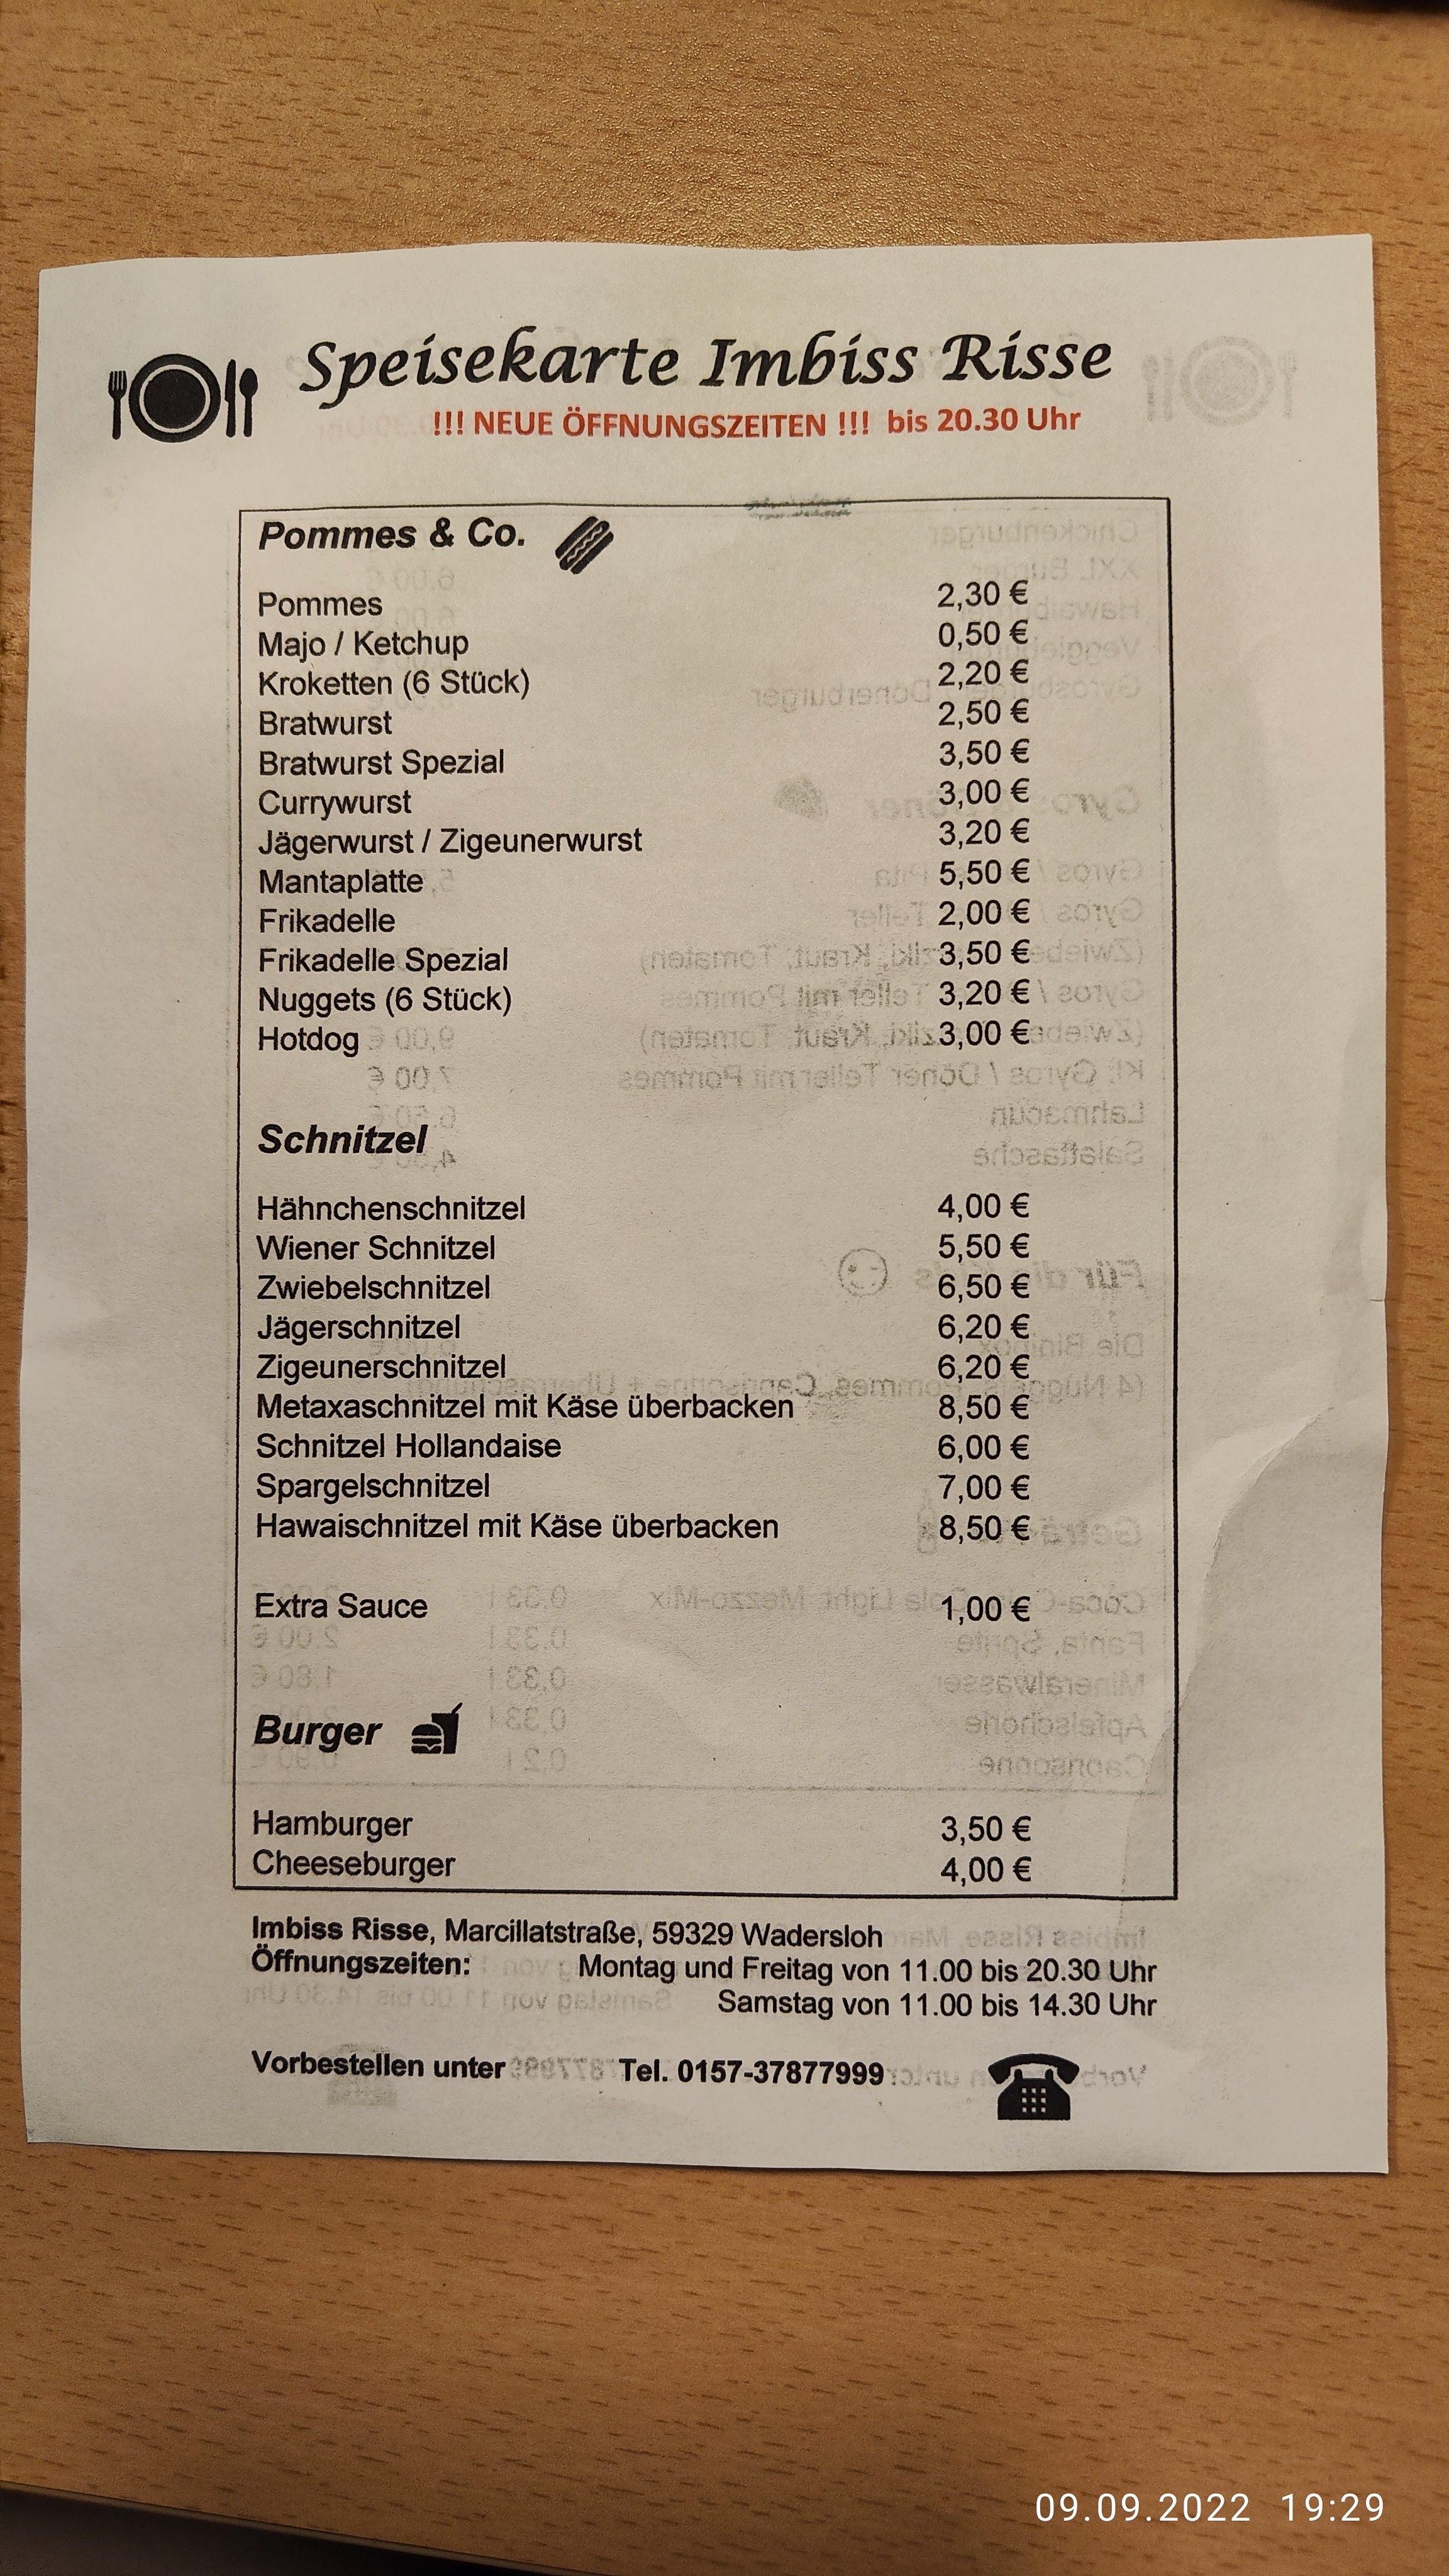 Speisekarte Imbiss Risse
!!! NEUE ÖFFNUNGSZEITEN !!! bis 20.30 Uhr
Pommes & Co.
Pommes 2,30 €
Majo / Ketchup 0,50 €
Kroketten (6 Stück) 2,20 €
Bratwurst 2,50 €
Bratwurst Spezial 3,50 €
Currywurst 3,00 €
Jägerwurst / Zigeunerwurst 3,20 €
Mantaplatte 5,50 €
Frikadelle 2,00 €
Frikadelle Spezial 3,50 €
Nuggets (6 Stück) 3,20 €
Hotdog 3,00 €
Schnitzel
Hähnchenschnitzel 4,00 €
Wiener Schnitzel 5,50 €
Zwiebelschnitzel 6,50 €
Jägerschnitzel 6,20 €
Zigeunerschnitzel 6,20 €
Metaxaschnitzel mit Käse überbacken 8,50 €
Schnitzel Hollandaise 6,00 €
Spargelschnitzel 7,00 €
Hawaischnitzel mit Käse überbacken 8,50 €
Extra Sauce 1,00 €
Burger
Hamburger 3,50 €
Cheeseburger 4,00 €
Imbiss Risse, Marcillatstraße, 59329 Wadersloh
Öffnungszeiten: Montag und Freitag von 11.00 bis 20.30 Uhr
Samstag von 11.00 bis 14.30 Uhr
Vorbestellen unter Tel. 0157-37877999
09.09.2022 19:29